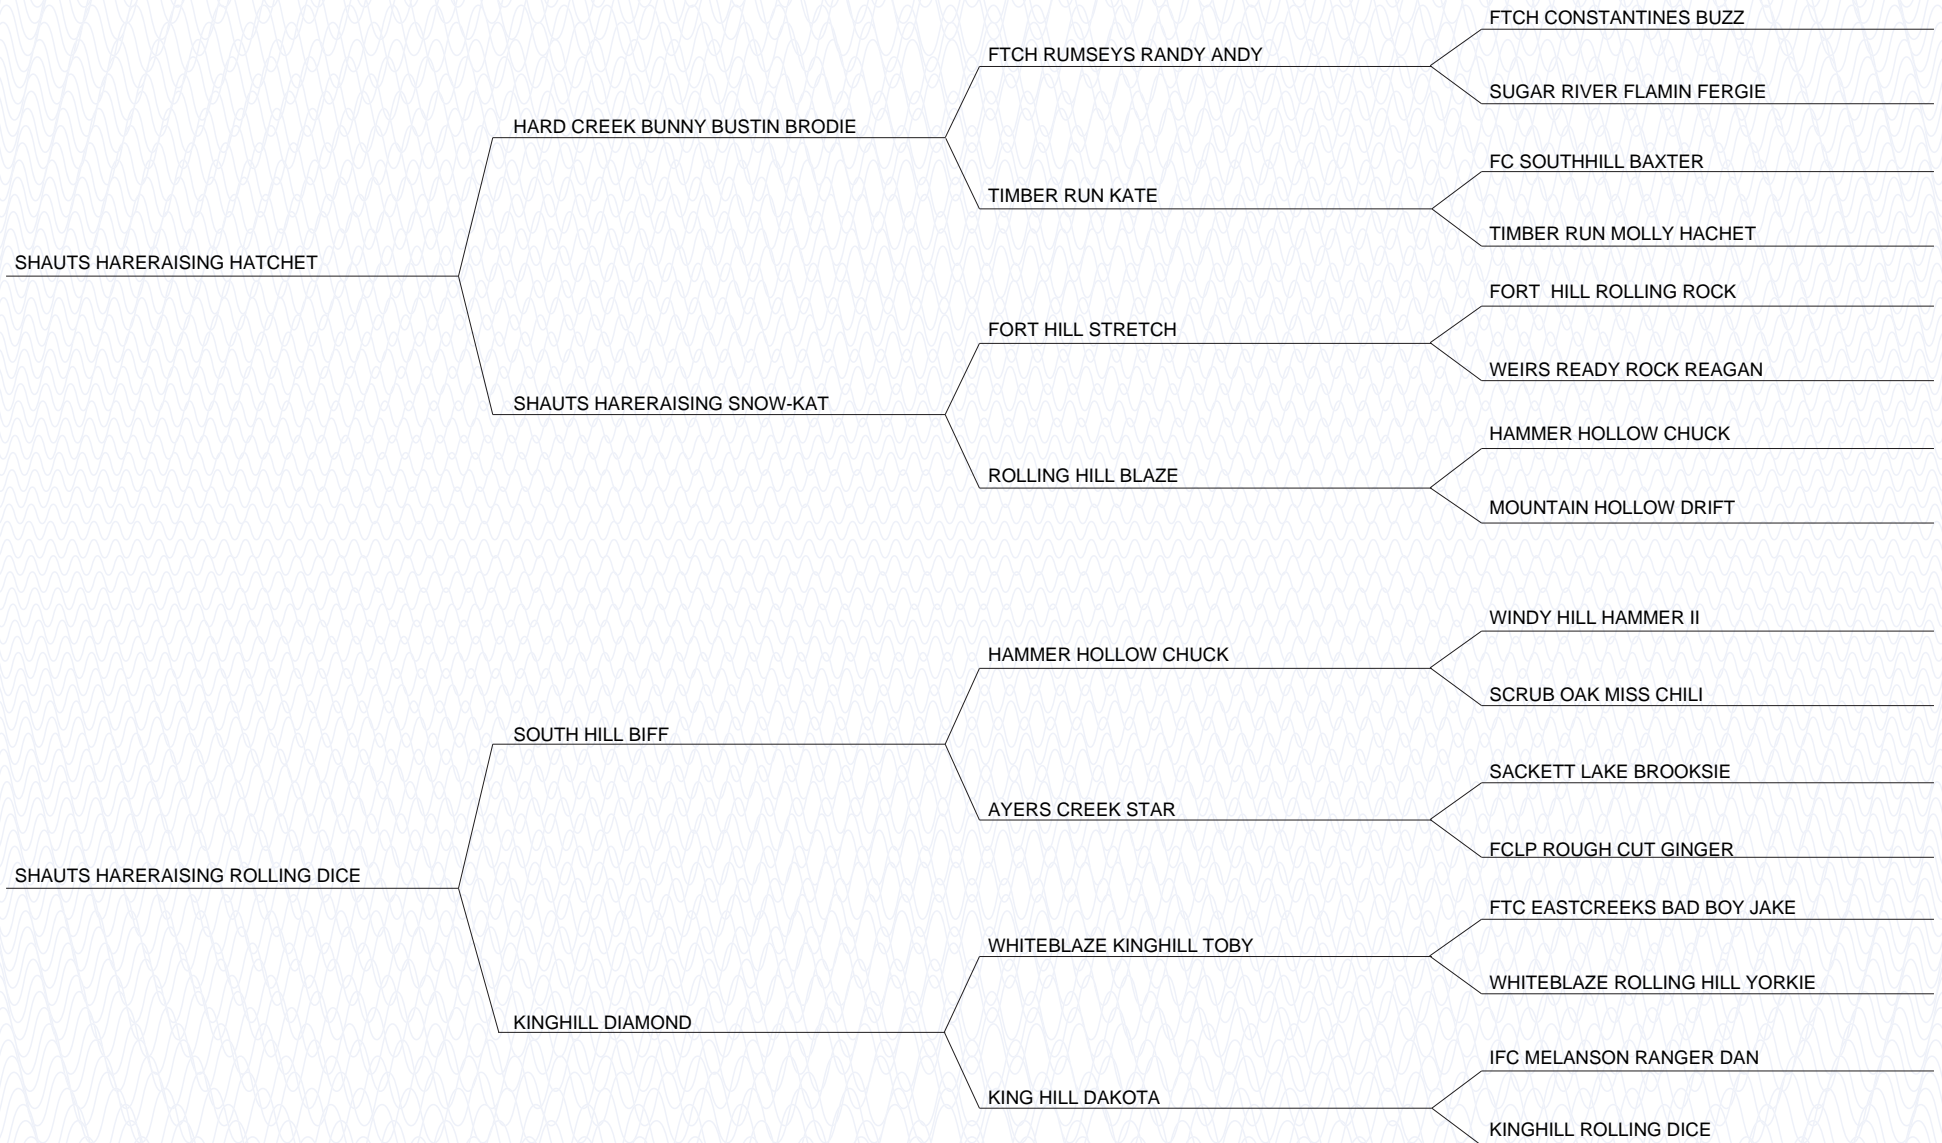 FTCH CONSTANTINES BUZZ
FTCH RUMSEYS RANDY ANDY
SUGAR RIVER FLAMIN FERGIE
HARD CREEK BUNNY BUSTIN BRODIE
FC SOUTHHILL BAXTER
TIMBER RUN KATE
TIMBER RUN MOLLY HACHET
SHAUTS HARERAISING HATCHET
FORT  HILL ROLLING ROCK
FORT HILL STRETCH
WEIRS READY ROCK REAGAN
SHAUTS HARERAISING SNOW-KAT
HAMMER HOLLOW CHUCK
ROLLING HILL BLAZE
MOUNTAIN HOLLOW DRIFT
WINDY HILL HAMMER II
HAMMER HOLLOW CHUCK
SCRUB OAK MISS CHILI
SOUTH HILL BIFF
SACKETT LAKE BROOKSIE
AYERS CREEK STAR
FCLP ROUGH CUT GINGER
SHAUTS HARERAISING ROLLING DICE
FTC EASTCREEKS BAD BOY JAKE
WHITEBLAZE KINGHILL TOBY
WHITEBLAZE ROLLING HILL YORKIE
KINGHILL DIAMOND
IFC MELANSON RANGER DAN
KING HILL DAKOTA
KINGHILL ROLLING DICE